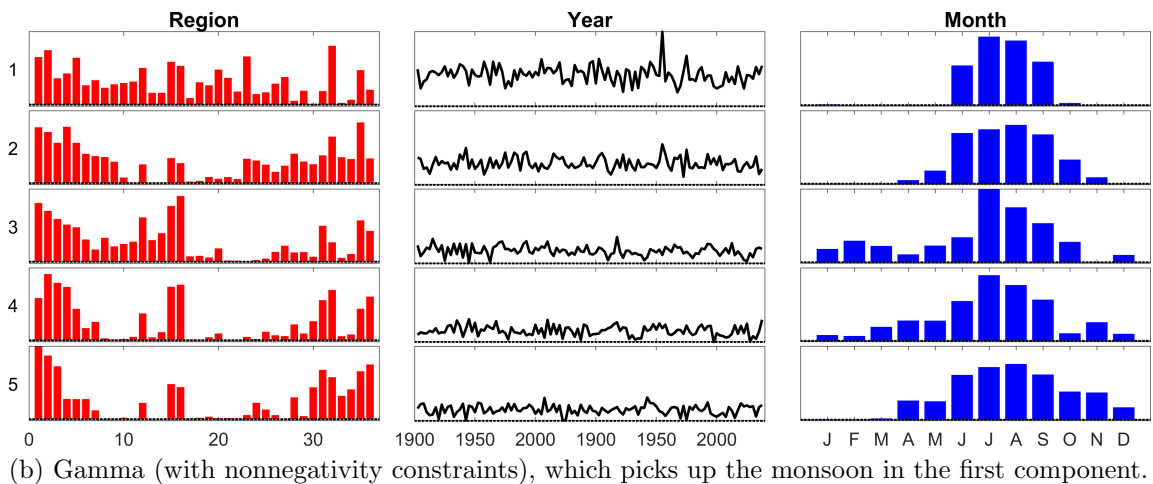 Region Year Month
1
2
3
4
5
0 10 20 30 1900 1950 2000 1900 1950 2000 J F M A M J J A S O N D
(b) Gamma (with nonnegativity constraints), which picks up the monsoon in the first component.